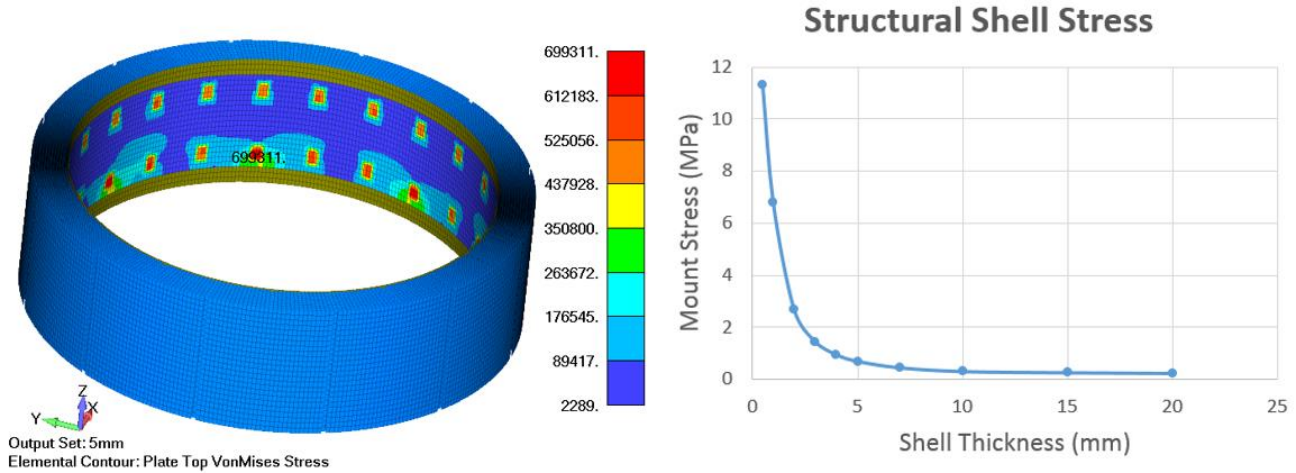 699311.
612183.
525056.
437928.
350800.
263672.
176545.
89417.
2289.
699311.
Z
X
Y
Output Set: 5mm
Elemental Contour: Plate Top VonMises Stress
Structural Shell Stress
Mount Stress (MPa)
12
10
8
6
4
2
0
0 5 10 15 20 25
Shell Thickness (mm)